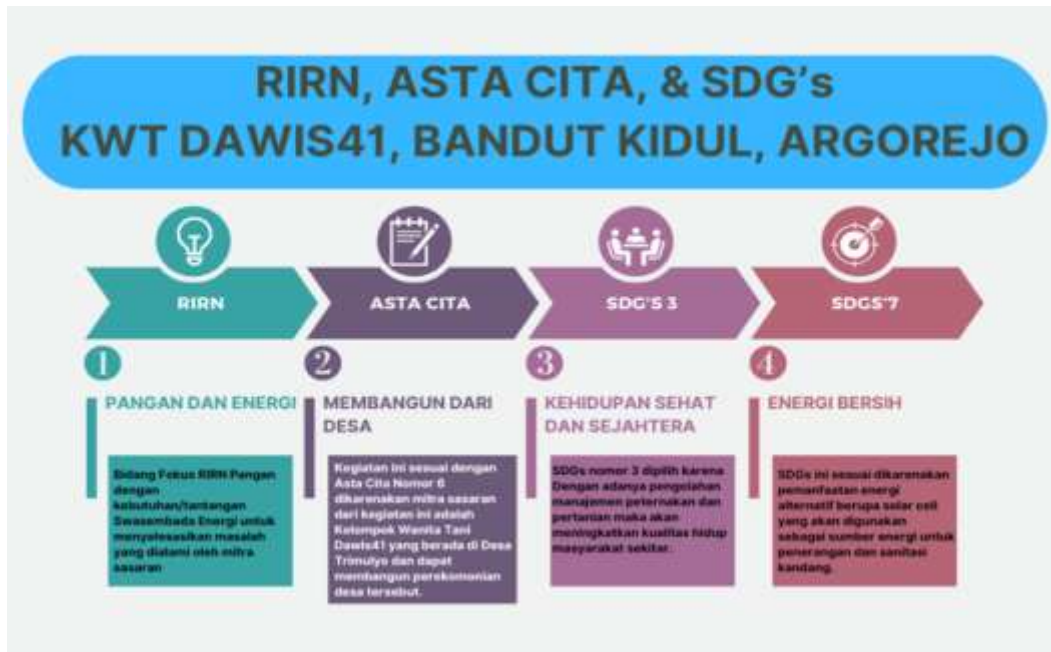 RIRN, ASTA CITA, & SDG's
KWT DAWIS41, BANDUT KIDUL, ARGOREJO
RIRN
ASTA CITA
SDG'S 3
SDGS'7
1
PANGAN DAN ENERGI
Bidang Fokus RIRN Pangan
dengan
kebutuhan/tantangan
Swasembada Energi untuk
menyelesaikan masalah
yang dialami oleh mitra
sasaran
2
MEMBANGUN DARI
DESA
Kegiatan ini sesuai dengan
Asta Cita Nomor 6
dikarenakan mitra sasaran
dari kegiatan ini adalah
Kelompok Wanita Tani
Dawis41 yang berada di Desa
Trimulyo dan dapat
membangun perekomonian
desa tersebut.
3
KEHIDUPAN SEHAT
DAN SEJAHTERA
SDGs nomor 3 dipilih karena
Dengan adanya pengolahan
manajemen peternakan dan
pertanian maka akan
meningkatkan kualitas hidup
masyarakat sekitar.
4
ENERGI BERSIH
SDGs ini sesuai dikarenakan
pemanfaatan energi
alternatif berupa solar cell
yang akan digunakan
sebagai sumber energi untuk
penerangan dan sanitasi
kandang.